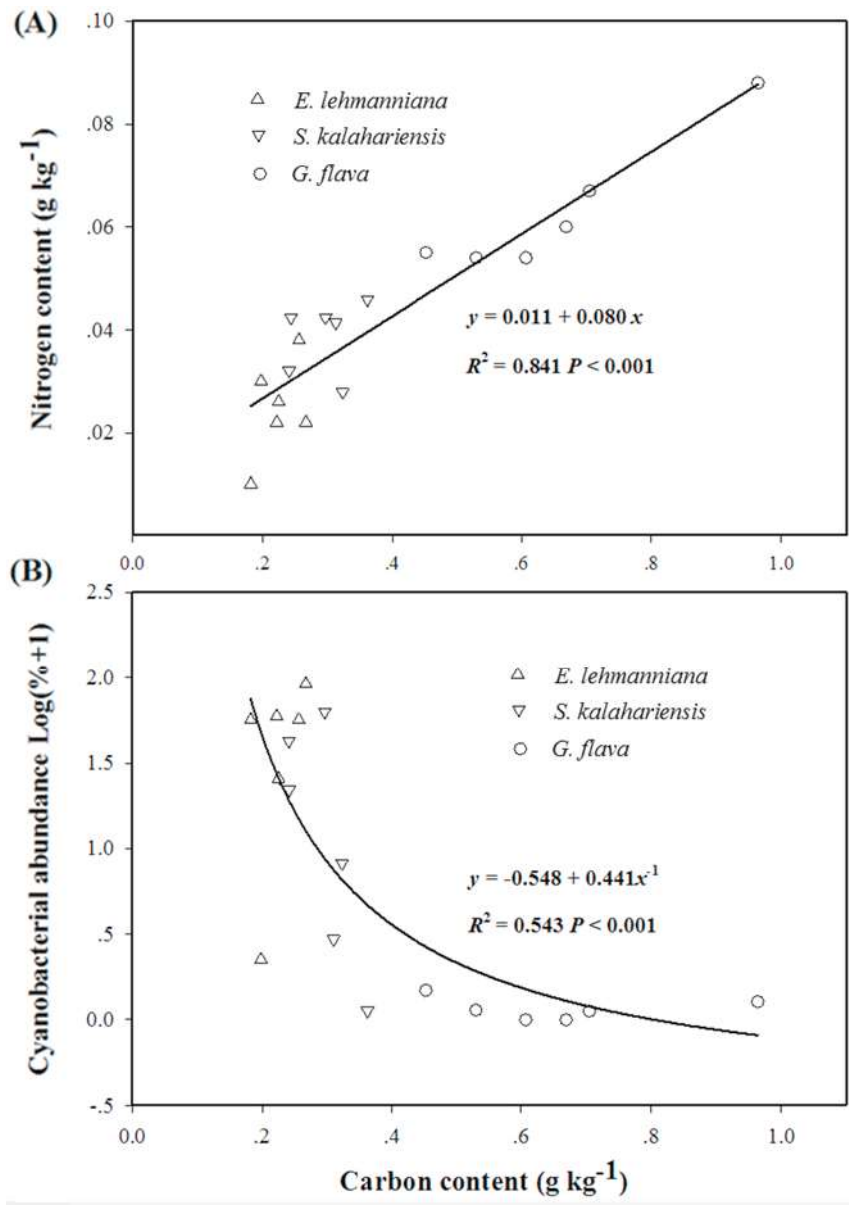 (A)
Nitrogen content (g kg⁻¹)
.10
.08
.06
.04
.02
E. lehmanniana
S. kalahariensis
G. flava
y = 0.011 + 0.080 x
R² = 0.841 P < 0.001
0.0 .2 .4 .6 .8 1.0
(B)
Cyanobacterial abundance Log(%+1)
2.5
2.0
1.5
1.0
.5
0.0
-.5
E. lehmanniana
S. kalahariensis
G. flava
y = -0.548 + 0.441x⁻¹
R² = 0.543 P < 0.001
0.0 .2 .4 .6 .8 1.0
Carbon content (g kg⁻¹)